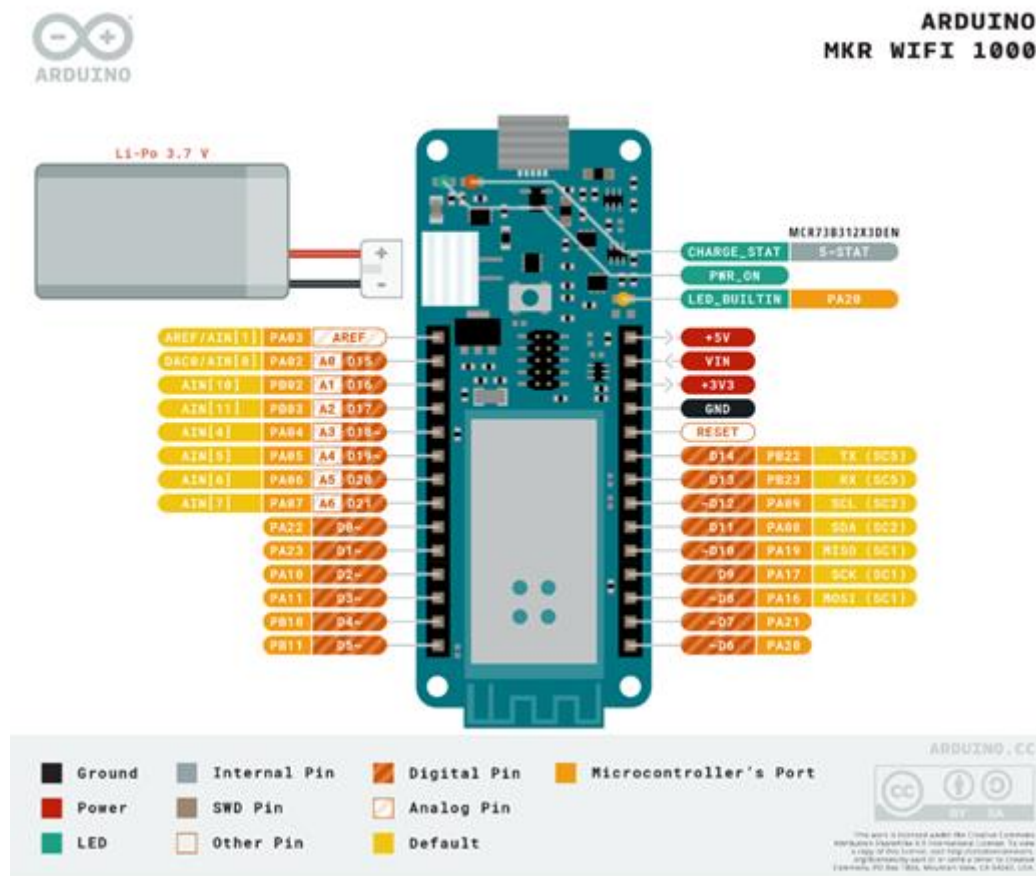 ARDUINO
ARDUINO
MKR WIFI 1000
Li-Po 3.7 V
+
-
MCR73B312X3DEN
CHARGE_STAT S-STAT
PWR_ON
LED_BUILTIN PA20
AREF/AIN[1] PA03 AREF
+5V
DAC0/AIN[0] PA02 A0 D15
VIN
AIN[10] PB02 A1 D16
+3V3
AIN[11] PB03 A2 D17
GND
AIN[4] PA04 A3 D18~
RESET
AIN[5] PA05 A4 D19~
D14 PB22 TX (SC5)
AIN[6] PA06 A5 D20
D13 PB23 RX (SC5)
AIN[7] PA07 A6 D21
~D12 PA09 SCL (SC2)
PA22 D0~
D11 PA08 SDA (SC2)
PA23 D1~
~D10 PA19 MISO (SC1)
PA10 D2~
D9 PA17 SCK (SC1)
PA11 D3~
~D8 PA16 MOSI (SC1)
PB10 D4~
~D7 PA21
PB11 D5~
~D6 PA20
Ground
Internal Pin
Digital Pin
Microcontroller's Port
Power
SWD Pin
Analog Pin
LED
Other Pin
Default
ARDUINO.CC
CC
BY SA